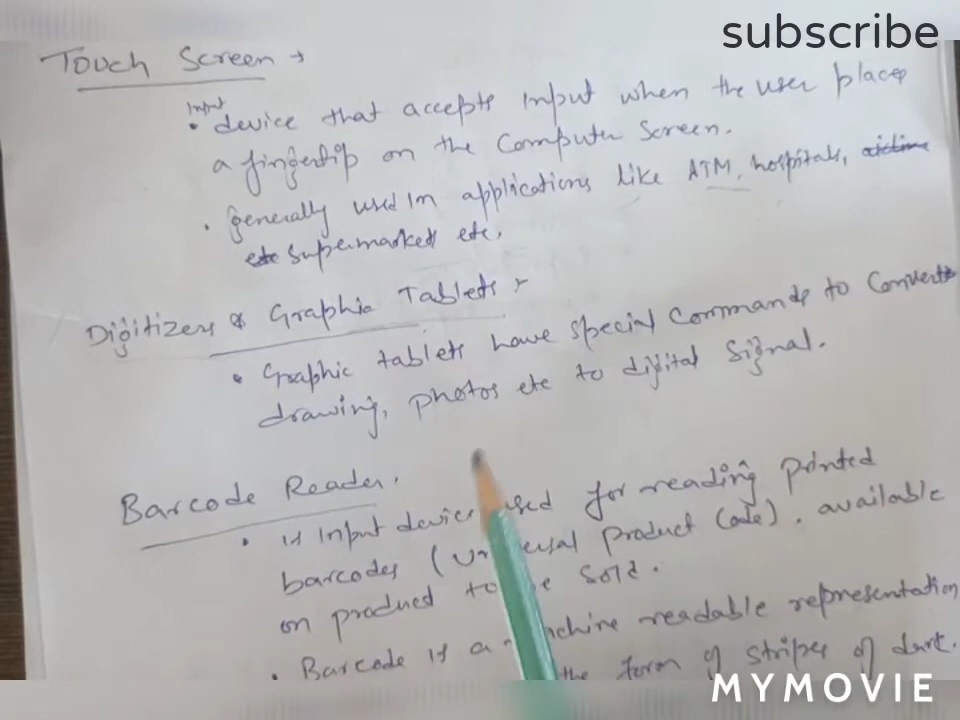 subscribe
Touch Screen →
Input
• device that accepts input when the user places
a fingertip on the computer screen.
• Generally used in applications like ATM, hospitals,
etc supermarkets etc.
Digitizers & Graphic Tablets
• Graphic tablets have special commands to convert
drawing, photos etc to digital signal.
Barcode Reader.
• is input device used for reading printed
barcodes (Universal Product Code), available
on product to be sold.
• Barcode is a machine readable representation
the form of stripes of dark.
MYMOVIE